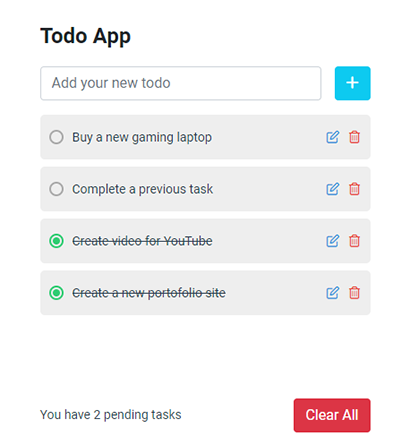 Todo App
Add your new todo
+
Buy a new gaming laptop
Complete a previous task
Create video for YouTube
Create a new portofolio site
You have 2 pending tasks
Clear All